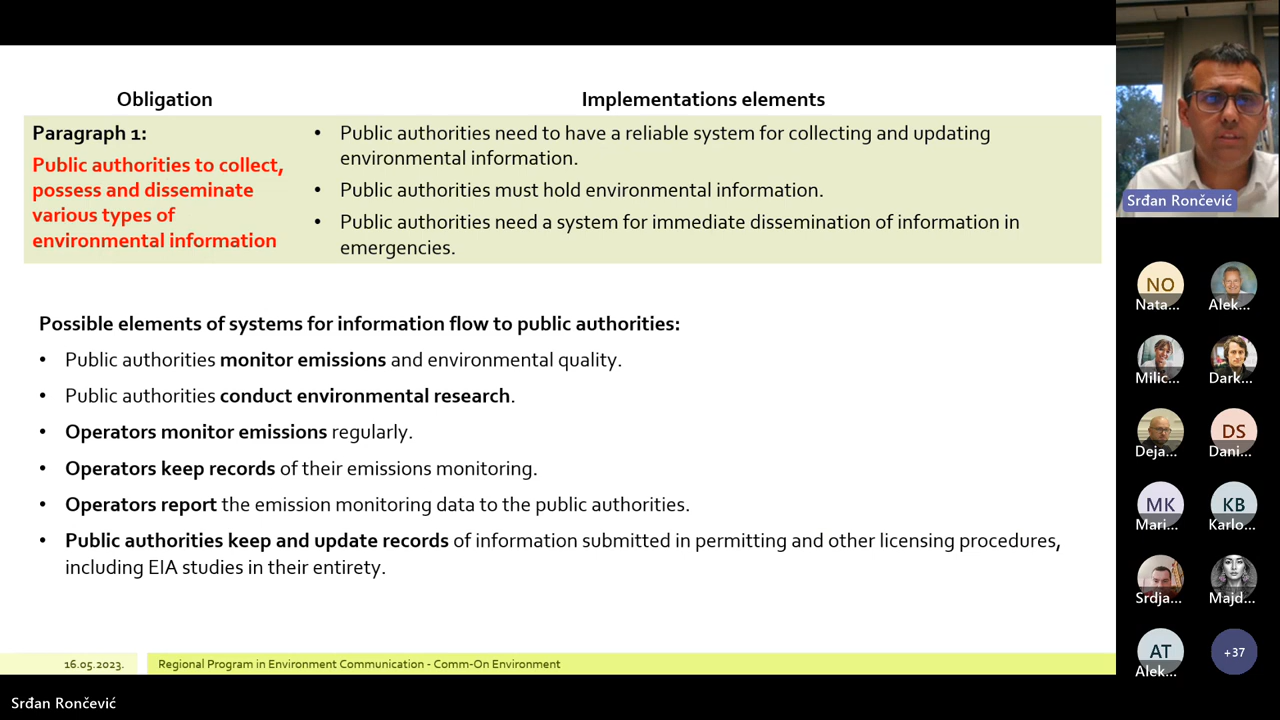 Obligation
Implementations elements
Paragraph 1:
Public authorities to collect,
possess and disseminate
various types of
environmental information
• Public authorities need to have a reliable system for collecting and updating
environmental information.
• Public authorities must hold environmental information.
• Public authorities need a system for immediate dissemination of information in
emergencies.
Possible elements of systems for information flow to public authorities:
• Public authorities monitor emissions and environmental quality.
• Public authorities conduct environmental research.
• Operators monitor emissions regularly.
• Operators keep records of their emissions monitoring.
• Operators report the emission monitoring data to the public authorities.
• Public authorities keep and update records of information submitted in permitting and other licensing procedures,
including EIA studies in their entirety.
16.05.2023.
Regional Program in Environment Communication - Comm-On Environment
Srđan Rončević
Srđan Rončević
NO
Nata...
Alek...
Milic...
Dark...
Deja...
DS
Dani...
MK
Mari...
KB
Karlo...
Srdja...
Majd...
AT
Alek...
+37